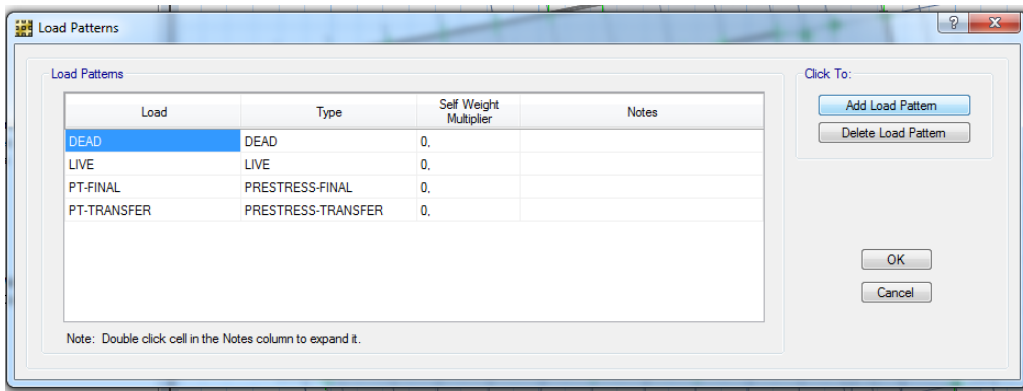 Load Patterns
Load Patterns
Click To:
Load Type Self Weight Multiplier Notes
DEAD DEAD 0,
LIVE LIVE 0,
PT-FINAL PRESTRESS-FINAL 0,
PT-TRANSFER PRESTRESS-TRANSFER 0,
Add Load Pattern
Delete Load Pattern
OK
Cancel
Note: Double click cell in the Notes column to expand it.